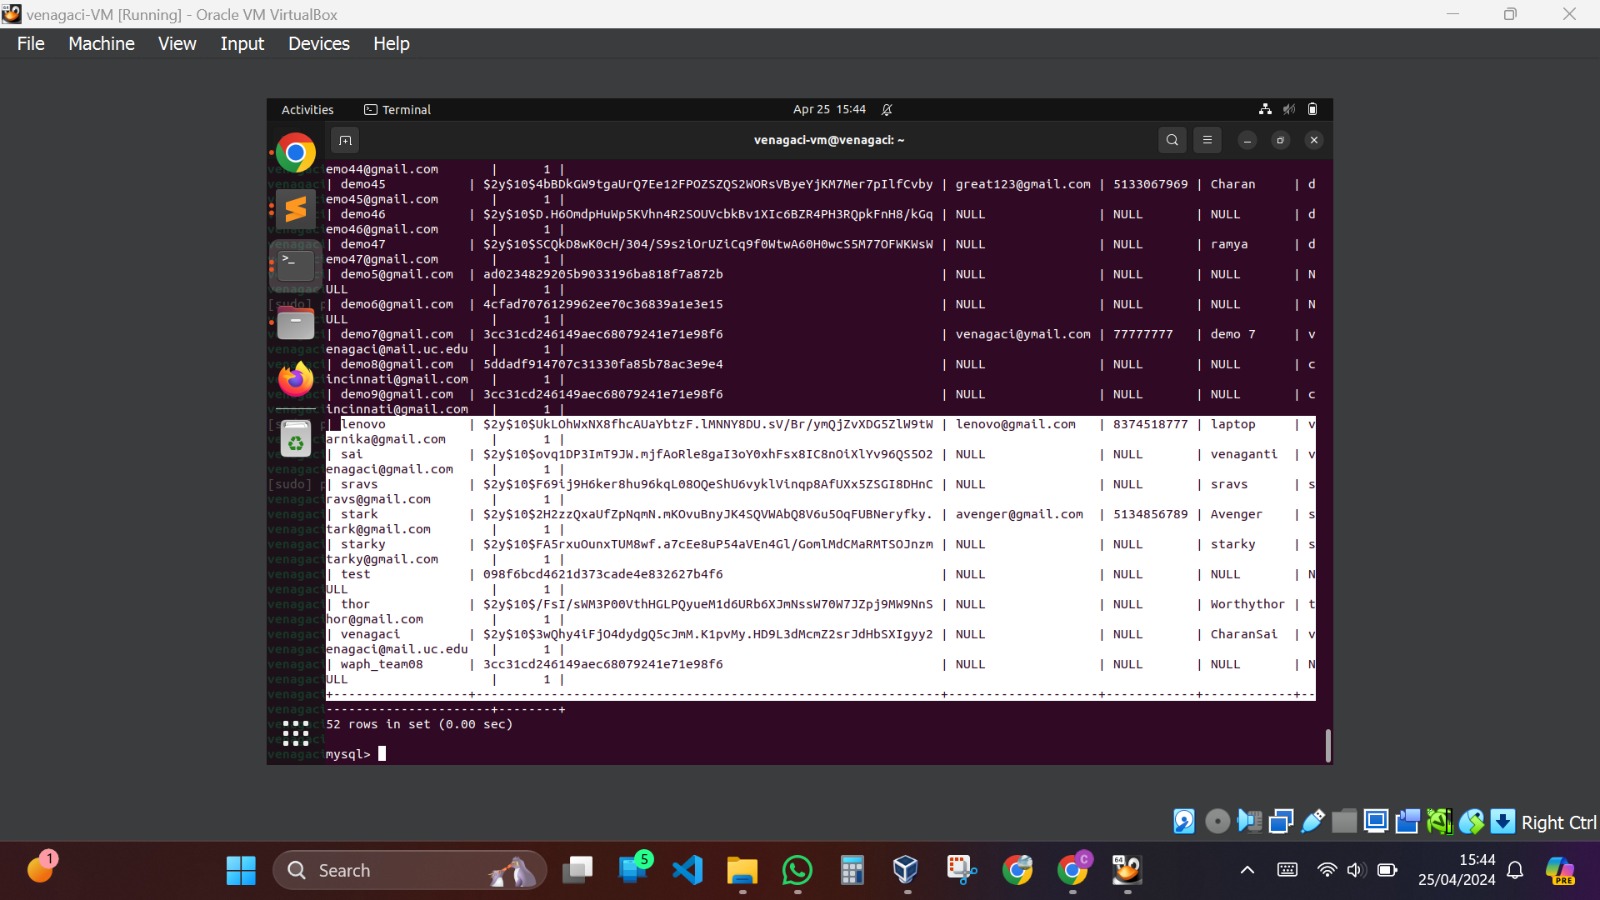 venagaci-VM [Running] - Oracle VM VirtualBox
File Machine View Input Devices Help
Activities Terminal Apr 25 15:44
venagaci-vm@venagaci: ~
emo44@gmail.com | 1 |
| demo45 | $2y$10$4bBDkGW9tgaUrQ7Ee12FPOZSZQS2WORsVByeYjKM7Mer7pIlfCvby | great123@gmail.com | 5133067969 | Charan | d
emo45@gmail.com | 1 |
| demo46 | $2y$10$D.H6OmdpHuWp5KVhn4R2SOUVcbkBv1XIc6BZR4PH3RQpkFnH8/kGq | NULL | NULL | NULL | d
emo46@gmail.com | 1 |
| demo47 | $2y$10$SCQkD8wK0cH/304/S9s2iOrUZiCq9f0WtwA60H0wcS5M77OFWKWsW | NULL | NULL | ramya | d
emo47@gmail.com | 1 |
| demo5@gmail.com | ad0234829205b9033196ba818f7a872b | NULL | NULL | NULL | N
ULL | 1 |
| demo6@gmail.com | 4cfad7076129962ee70c36839a1e3e15 | NULL | NULL | NULL | N
ULL | 1 |
| demo7@gmail.com | 3cc31cd246149aec68079241e71e98f6 | venagaci@ymail.com | 77777777 | demo 7 | v
enagaci@mail.uc.edu | 1 |
| demo8@gmail.com | 5ddadf914707c31330fa85b78ac3e9e4 | NULL | NULL | NULL | c
incinnati@gmail.com | 1 |
| demo9@gmail.com | 3cc31cd246149aec68079241e71e98f6 | NULL | NULL | NULL | c
incinnati@gmail.com | 1 |
| lenovo | $2y$10$UkLOhWxNX8fhcAUaYbtzF.lMNNY8DU.sV/Br/ymQjZvXDG5ZlW9tW | lenovo@gmail.com | 8374518777 | laptop | v
arnika@gmail.com | 1 |
| sai | $2y$10$ovq1DP3ImT9JW.mjfAoRle8gaI3oY0xhFsx8IC8nOiXlYv96QS5O2 | NULL | NULL | venaganti | v
enagaci@gmail.com | 1 |
| sravs | $2y$10$F69ij9H6ker8hu96kqL08OQeShU6vyklVinqp8AfUXx5ZSGI8DHnC | NULL | NULL | sravs | s
ravs@gmail.com | 1 |
| stark | $2y$10$2H2zzQxaUfZpNqmN.mKOvuBnyJK4SQVWAbQ8V6u5OqFUBNeryfky. | avenger@gmail.com | 5134856789 | Avenger | s
tark@gmail.com | 1 |
| starky | $2y$10$FA5rxuOunxTUM8wf.a7cEe8uP54aVEn4Gl/GomlMdCMaRMTSOJnzm | NULL | NULL | starky | s
tarky@gmail.com | 1 |
| test | 098f6bcd4621d373cade4e832627b4f6 | NULL | NULL | NULL | N
ULL | 1 |
| thor | $2y$10$/FsI/sWM3P00VthHGLPQyueM1d6URb6XJmNssW70W7JZpj9MW9NnS | NULL | NULL | Worthythor | t
hor@gmail.com | 1 |
| venagaci | $2y$10$3wQhy4iFjO4dydgQ5cJmM.K1pvMy.HD9L3dMcmZ2srJdHbSXIgyy2 | NULL | NULL | CharanSai | v
enagaci@mail.uc.edu | 1 |
| waph_team08 | 3cc31cd246149aec68079241e71e98f6 | NULL | NULL | NULL | N
ULL | 1 |
52 rows in set (0.00 sec)
mysql>
Right Ctrl
1
Search
5
C
15:44
25/04/2024
PRE